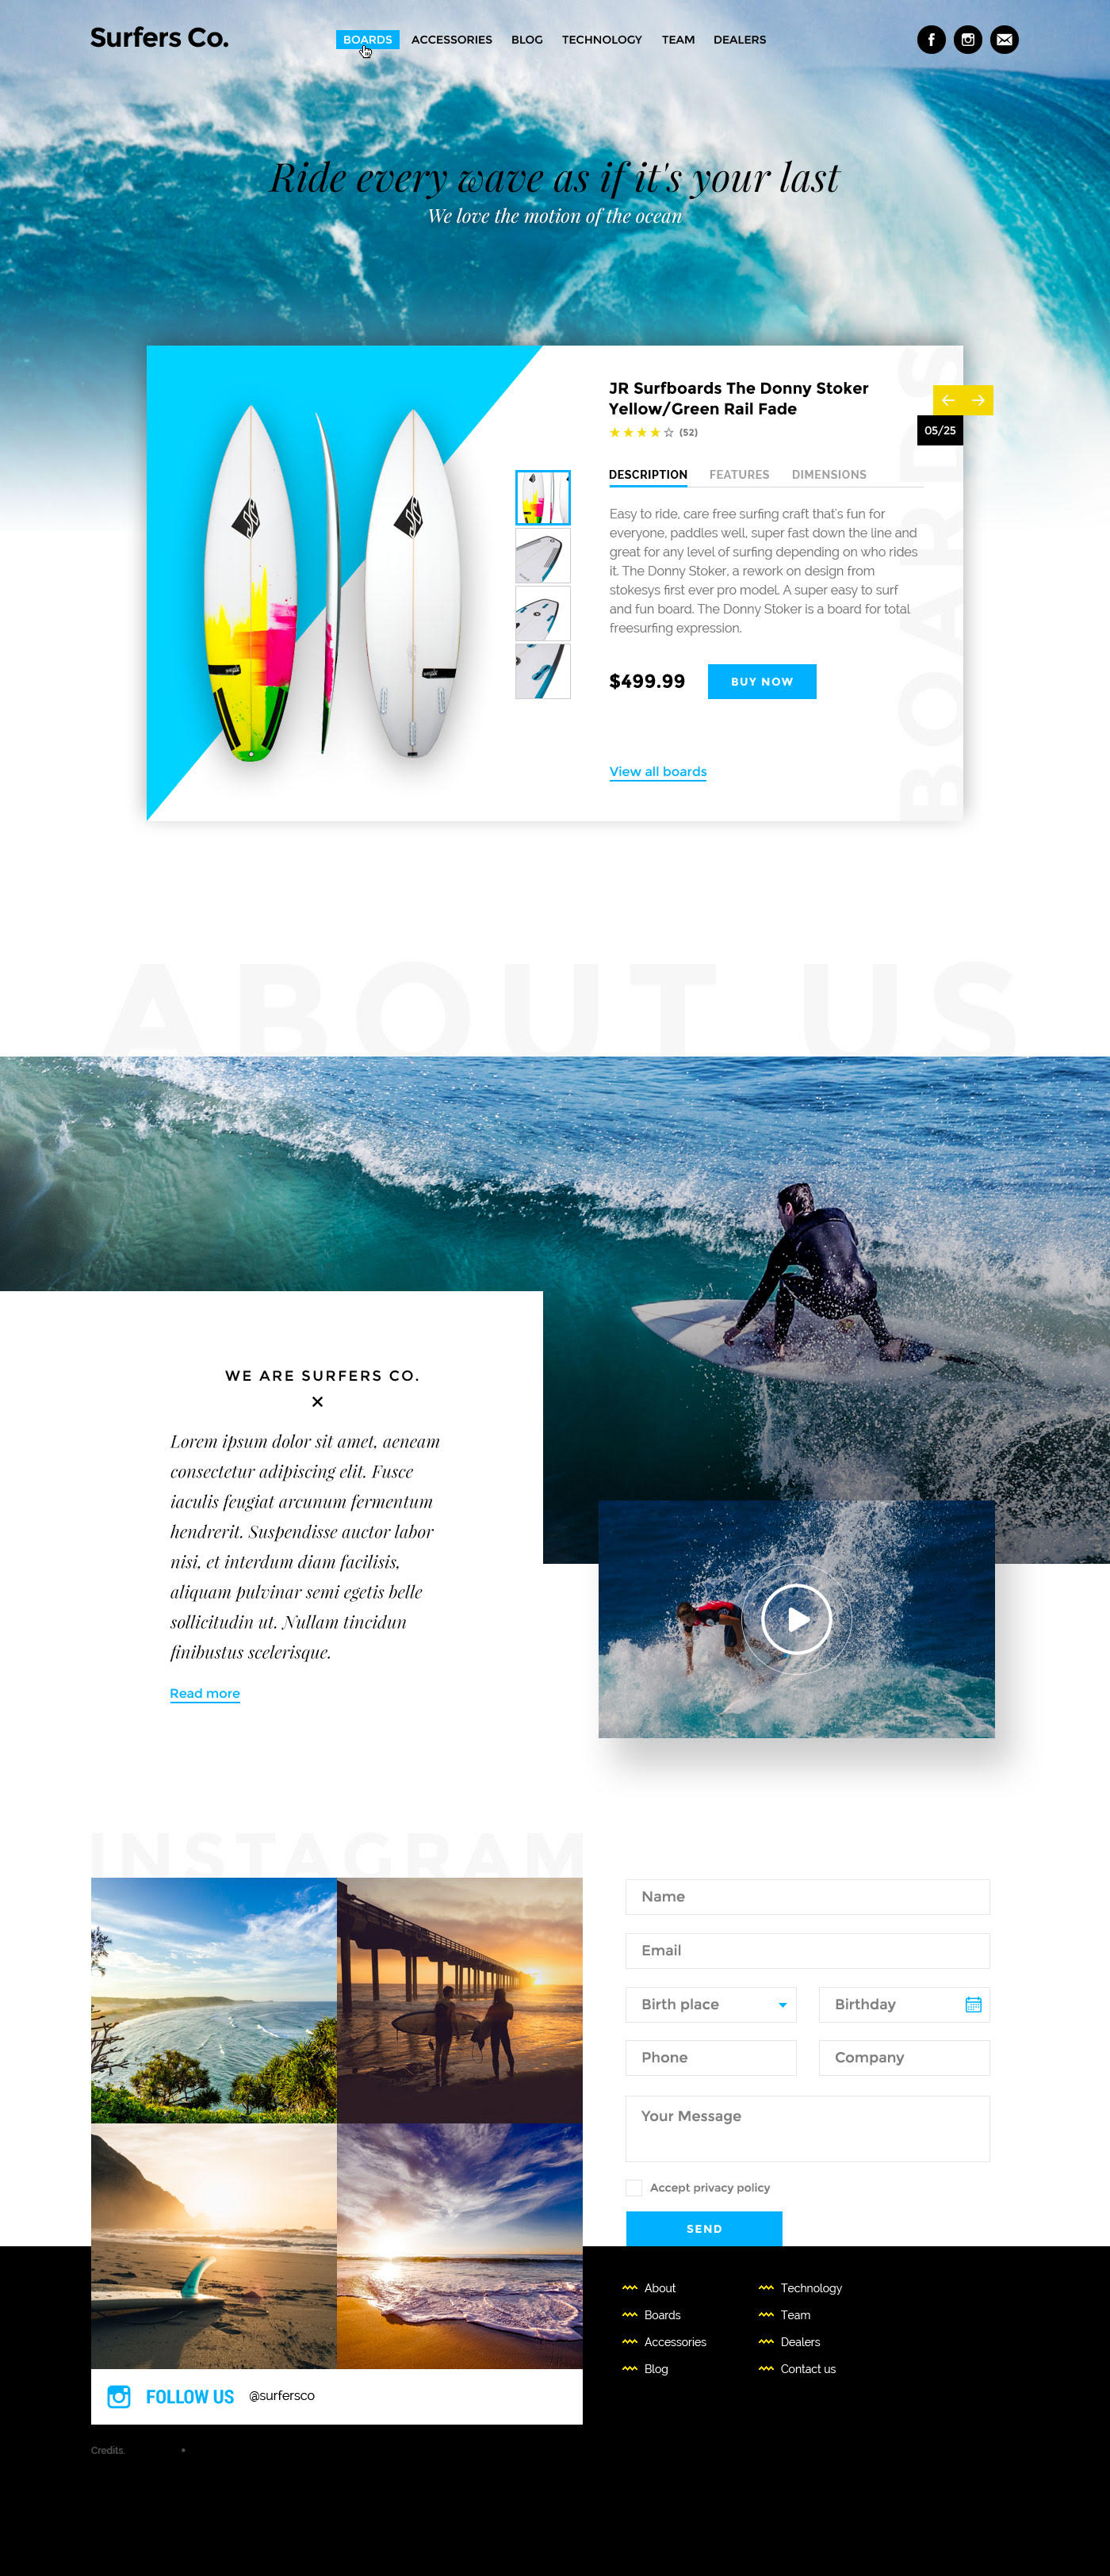 Surfers Co.
BOARDS ACCESSORIES BLOG TECHNOLOGY TEAM DEALERS
Ride every wave as if it's your last
We love the motion of the ocean
JR Surfboards The Donny Stoker
Yellow/Green Rail Fade
(52)
05/25
DESCRIPTION FEATURES DIMENSIONS
Easy to ride, care free surfing craft that's fun for
everyone, paddles well, super fast down the line and
great for any level of surfing depending on who rides
it. The Donny Stoker, a rework on design from
stokesys first ever pro model. A super easy to surf
and fun board. The Donny Stoker is a board for total
freesurfing expression.
$499.99
BUY NOW
View all boards
BOARDS
ABOUT US
WE ARE SURFERS CO.
Lorem ipsum dolor sit amet, aeneam
consectetur adipiscing elit. Fusce
iaculis feugiat arcunum fermentum
hendrerit. Suspendisse auctor labor
nisi, et interdum diam facilisis,
aliquam pulvinar semi egetis belle
sollicitudin ut. Nullam tincidun
finibustus scelerisque.
Read more
INSTAGRAM
Name
Email
Birth place
Birthday
Phone
Company
Your Message
Accept privacy policy
SEND
About
Boards
Accessories
Blog
Technology
Team
Dealers
Contact us
FOLLOW US @surfersco
Credits.